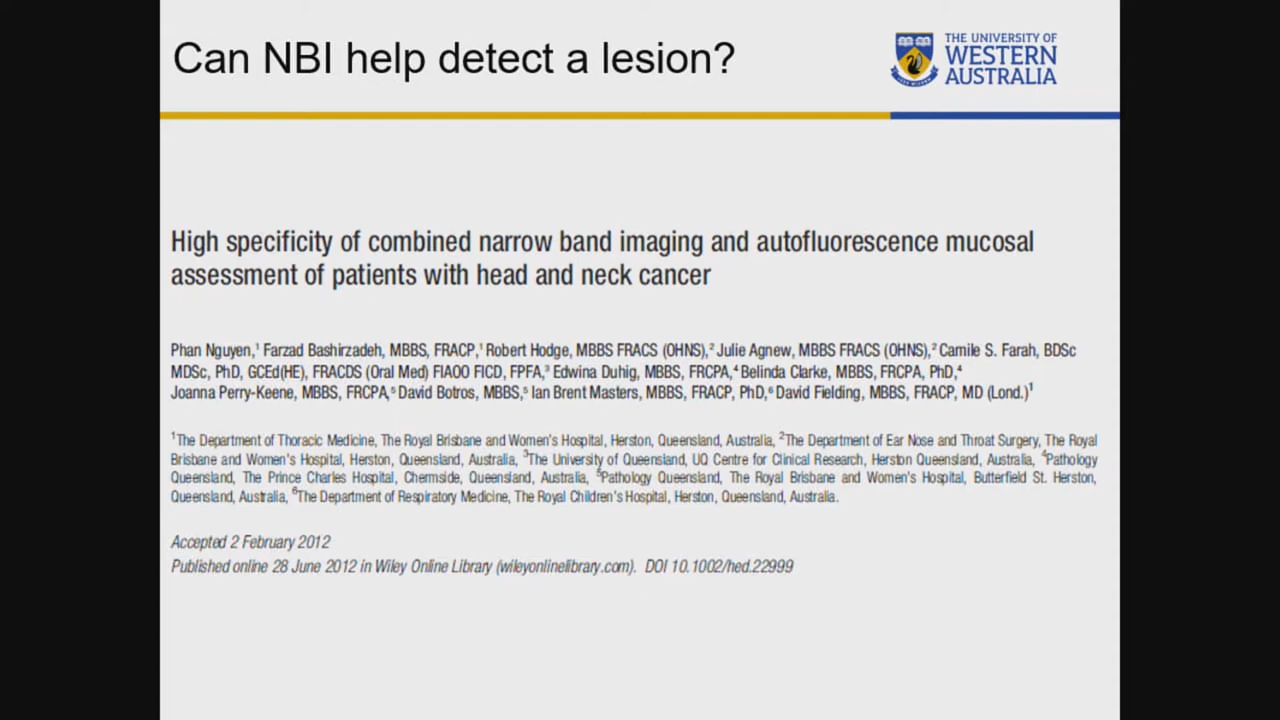 Can NBI help detect a lesion?
THE UNIVERSITY OF
WESTERN
AUSTRALIA
High specificity of combined narrow band imaging and autofluorescence mucosal
assessment of patients with head and neck cancer
Phan Nguyen,¹ Farzad Bashirzadeh, MBBS, FRACP,¹ Robert Hodge, MBBS FRACS (OHNS),² Julie Agnew, MBBS FRACS (OHNS),² Camile S. Farah, BDSc
MDSc, PhD, GCEd(HE), FRACDS (Oral Med) FIAOO FICD, FPFA,³ Edwina Duhig, MBBS, FRCPA,⁴ Belinda Clarke, MBBS, FRCPA, PhD,⁴
Joanna Perry-Keene, MBBS, FRCPA,⁵ David Botros, MBBS,⁵ Ian Brent Masters, MBBS, FRACP, PhD,⁶ David Fielding, MBBS, FRACP, MD (Lond.)¹
¹The Department of Thoracic Medicine, The Royal Brisbane and Women's Hospital, Herston, Queensland, Australia, ²The Department of Ear Nose and Throat Surgery, The Royal
Brisbane and Women's Hospital, Herston, Queensland, Australia, ³The University of Queensland, UQ Centre for Clinical Research, Herston Queensland, Australia, ⁴Pathology
Queensland, The Prince Charles Hospital, Chermside, Queensland, Australia, ⁵Pathology Queensland, The Royal Brisbane and Women's Hospital, Butterfield St. Herston,
Queensland, Australia, ⁶The Department of Respiratory Medicine, The Royal Children's Hospital, Herston, Queensland, Australia.
Accepted 2 February 2012
Published online 28 June 2012 in Wiley Online Library (wileyonlinelibrary.com). DOI 10.1002/hed.22999